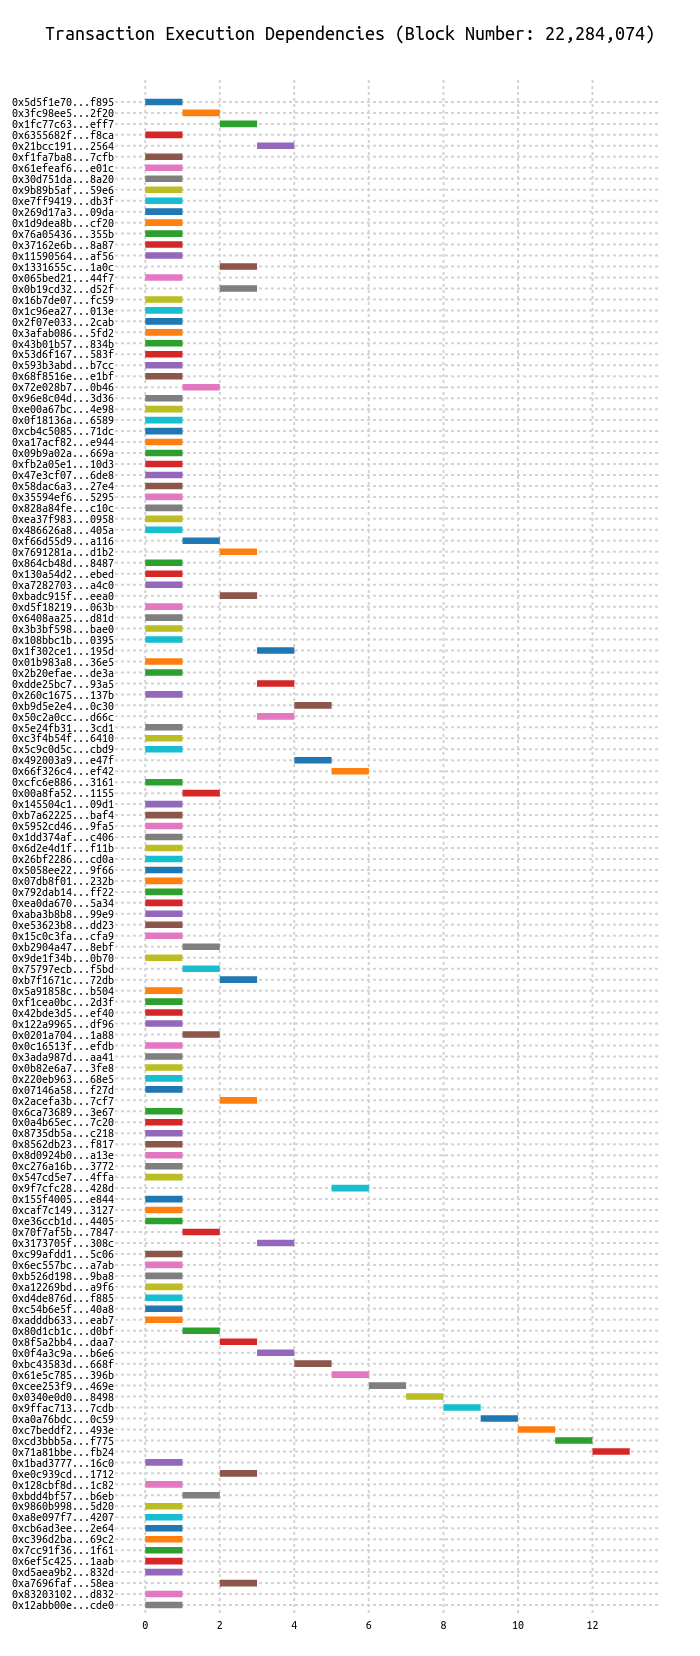 Transaction Execution Dependencies (Block Number: 22,284,074)
0x5d5f1e70...f895
0x3fc98ee5...2f20
0x1fc77c63...eff7
0x6355682f...f8ca
0x21bcc191...2564
0xf1fa7ba8...7cfb
0x61efeaf6...e01c
0x30d751da...8a20
0x9b89b5af...59e6
0xe7ff9419...db3f
0x269d17a3...09da
0x1d9dea8b...cf20
0x76a05436...355b
0x37162e6b...8a87
0x11590564...af56
0x1331655c...1a0c
0x065bed21...44f7
0x0b19cd32...d52f
0x16b7de07...fc59
0x1c96ea27...013e
0x2f07e033...2cab
0x3afab086...5fd2
0x43b01b57...834b
0x53d6f167...583f
0x593b3abd...b7cc
0x68f8516e...e1bf
0x72e028b7...0b46
0x96e8c04d...3d36
0xe00a67bc...4e98
0x0f18136a...6589
0xcb4c5085...71dc
0xa17acf82...e944
0x09b9a02a...669a
0xfb2a05e1...10d3
0x47e3cf07...6de8
0x58dac6a3...27e4
0x35594ef6...5295
0x828a84fe...c10c
0xea37f983...0958
0x486626a8...405a
0xf66d55d9...a116
0x7691281a...d1b2
0x864cb48d...8487
0x130a54d2...ebed
0xa7282703...a4c0
0xbadc915f...eea0
0xd5f18219...063b
0x6408aa25...d81d
0x3b3bf598...bae0
0x108bbc1b...0395
0x1f302ce1...195d
0x01b983a8...36e5
0x2b20efae...de3a
0xdde25bc7...93a5
0x260c1675...137b
0xb9d5e2e4...0c30
0x50c2a0cc...d66c
0x5e24fb31...3cd1
0xc3f4b54f...6410
0x5c9c0d5c...cbd9
0x492003a9...e47f
0x66f326c4...ef42
0xcfc6e886...3161
0x00a8fa52...1155
0x145504c1...09d1
0xb7a62225...baf4
0x5952cd46...9fa5
0x1dd374af...c406
0x6d2e4d1f...f11b
0x26bf2286...cd0a
0x5058ee22...9f66
0x07db8f01...232b
0x792dab14...ff22
0xea0da670...5a34
0xaba3b8b8...99e9
0xe53623b8...dd23
0x15c0c3fa...cfa9
0xb2904a47...8ebf
0x9de1f34b...0b70
0x75797ecb...f5bd
0xb7f1671c...72db
0x5a91858c...b504
0xf1cea0bc...2d3f
0x42bde3d5...ef40
0x122a9965...df96
0x0201a704...1a88
0x0c16513f...efdb
0x3ada987d...aa41
0x0b82e6a7...3fe8
0x220eb963...68e5
0x07146a58...f27d
0x2acefa3b...7cf7
0x6ca73689...3e67
0x0a4b65ec...7c20
0x8735db5a...c218
0x8562db23...f817
0x8d0924b0...a13e
0xc276a16b...3772
0x547cd5e7...4ffa
0x9f7cfc28...428d
0x155f4005...e844
0xcaf7c149...3127
0xe36ccb1d...4405
0x70f7af5b...7847
0x3173705f...308c
0xc99afdd1...5c06
0x6ec557bc...a7ab
0xb526d198...9ba8
0xa12269bd...a9f6
0xd4de876d...f885
0xc54b6e5f...40a8
0xadddb633...eab7
0x80d1cb1c...d0bf
0x8f5a2bb4...daa7
0x0f4a3c9a...b6e6
0xbc43583d...668f
0x61e5c785...396b
0xcee253f9...469e
0x0340e0d0...8498
0x9ffac713...7cdb
0xa0a76bdc...0c59
0xc7beddf2...493e
0xcd3bbb5a...f775
0x71a81bbe...fb24
0x1bad3777...16c0
0xe0c939cd...1712
0x128cbf8d...1c82
0xbdd4bf57...b6eb
0x9860b998...5d20
0xa8e097f7...4207
0xcb6ad3ee...2e64
0xc396d2ba...69c2
0x7cc91f36...1f61
0x6ef5c425...1aab
0xd5aea9b2...832d
0xa7696faf...58ea
0x83203102...d832
0x12abb00e...cde0
0 2 4 6 8 10 12